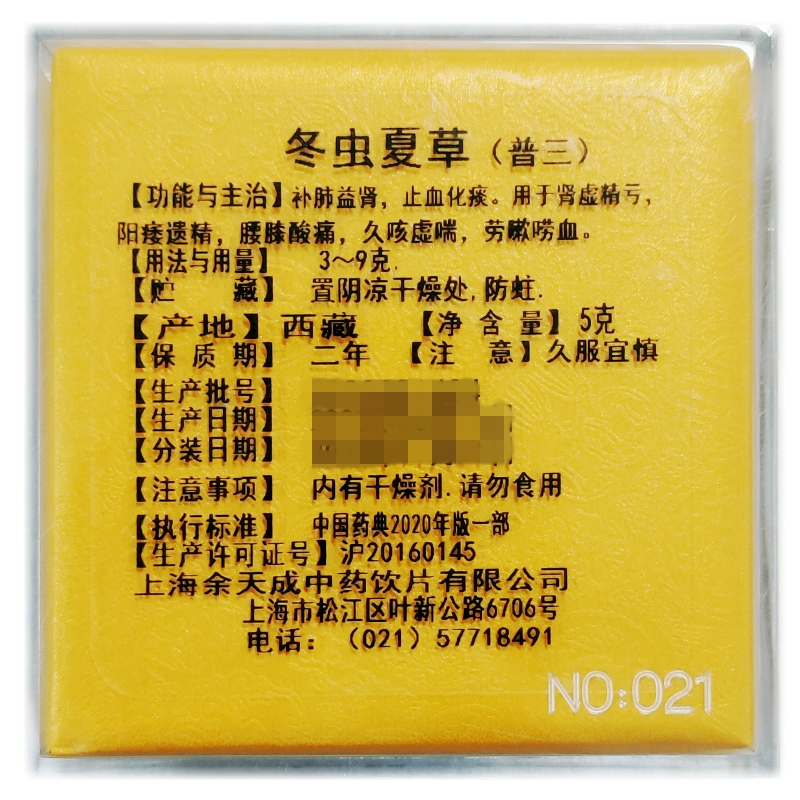 冬虫夏草（普三）
【功能与主治】补肺益肾，止血化痰。用于肾虚精亏，
阳痿遗精，腰膝酸痛，久咳虚喘，劳嗽唠血。
【用法与用量】 3～9克.
【贮 藏】 置阴凉干燥处,防蛀.
【产地】西藏 【净 含 量】5克
【保 质 期】 二年 【注 意】久服宜慎
【生产批号】
【生产日期】
【分装日期】
【注意事项】 内有干燥剂.请勿食用
【执行标准】 中国药典2020年版一部
【生产许可证号】沪20160145
上海余天成中药饮片有限公司
上海市松江区叶新公路6706号
电话：（021）57718491
NO:021